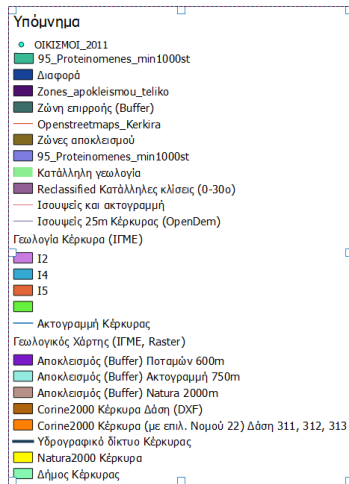 Υπόμνημα
ΟΙΚΙΣΜΟΙ_2011
95_Proteinomenes_min1000st
Διαφορά
Zones_apokleismou_teliko
Ζώνη επιρροής (Buffer)
Openstreetmaps_Kerkira
Ζώνες αποκλεισμού
95_Proteinomenes_min1000st
Κατάλληλη γεωλογία
Reclassified Κατάλληλες κλίσεις (0-30ο)
Ισουψείς και ακτογραμμή
Ισουψείς 25m Κέρκυρας (OpenDem)
Γεωλογία Κέρκυρα (ΙΓΜΕ)
I2
I4
I5
Ακτογραμμή Κέρκυρας
Γεωλογικός Χάρτης (ΙΓΜΕ, Raster)
Αποκλεισμός (Buffer) Ποταμών 600m
Αποκλεισμός (Buffer) Ακτογραμμή 750m
Αποκλεισμός (Buffer) Natura 2000m
Corine2000 Κέρκυρα Δάση (DXF)
Corine2000 Κέρκυρα (με επιλ. Νομού 22) Δάση 311, 312, 313
Υδρογραφικό δίκτυο Κέρκυρας
Natura2000 Κέρκυρα
Δήμος Κέρκυρας